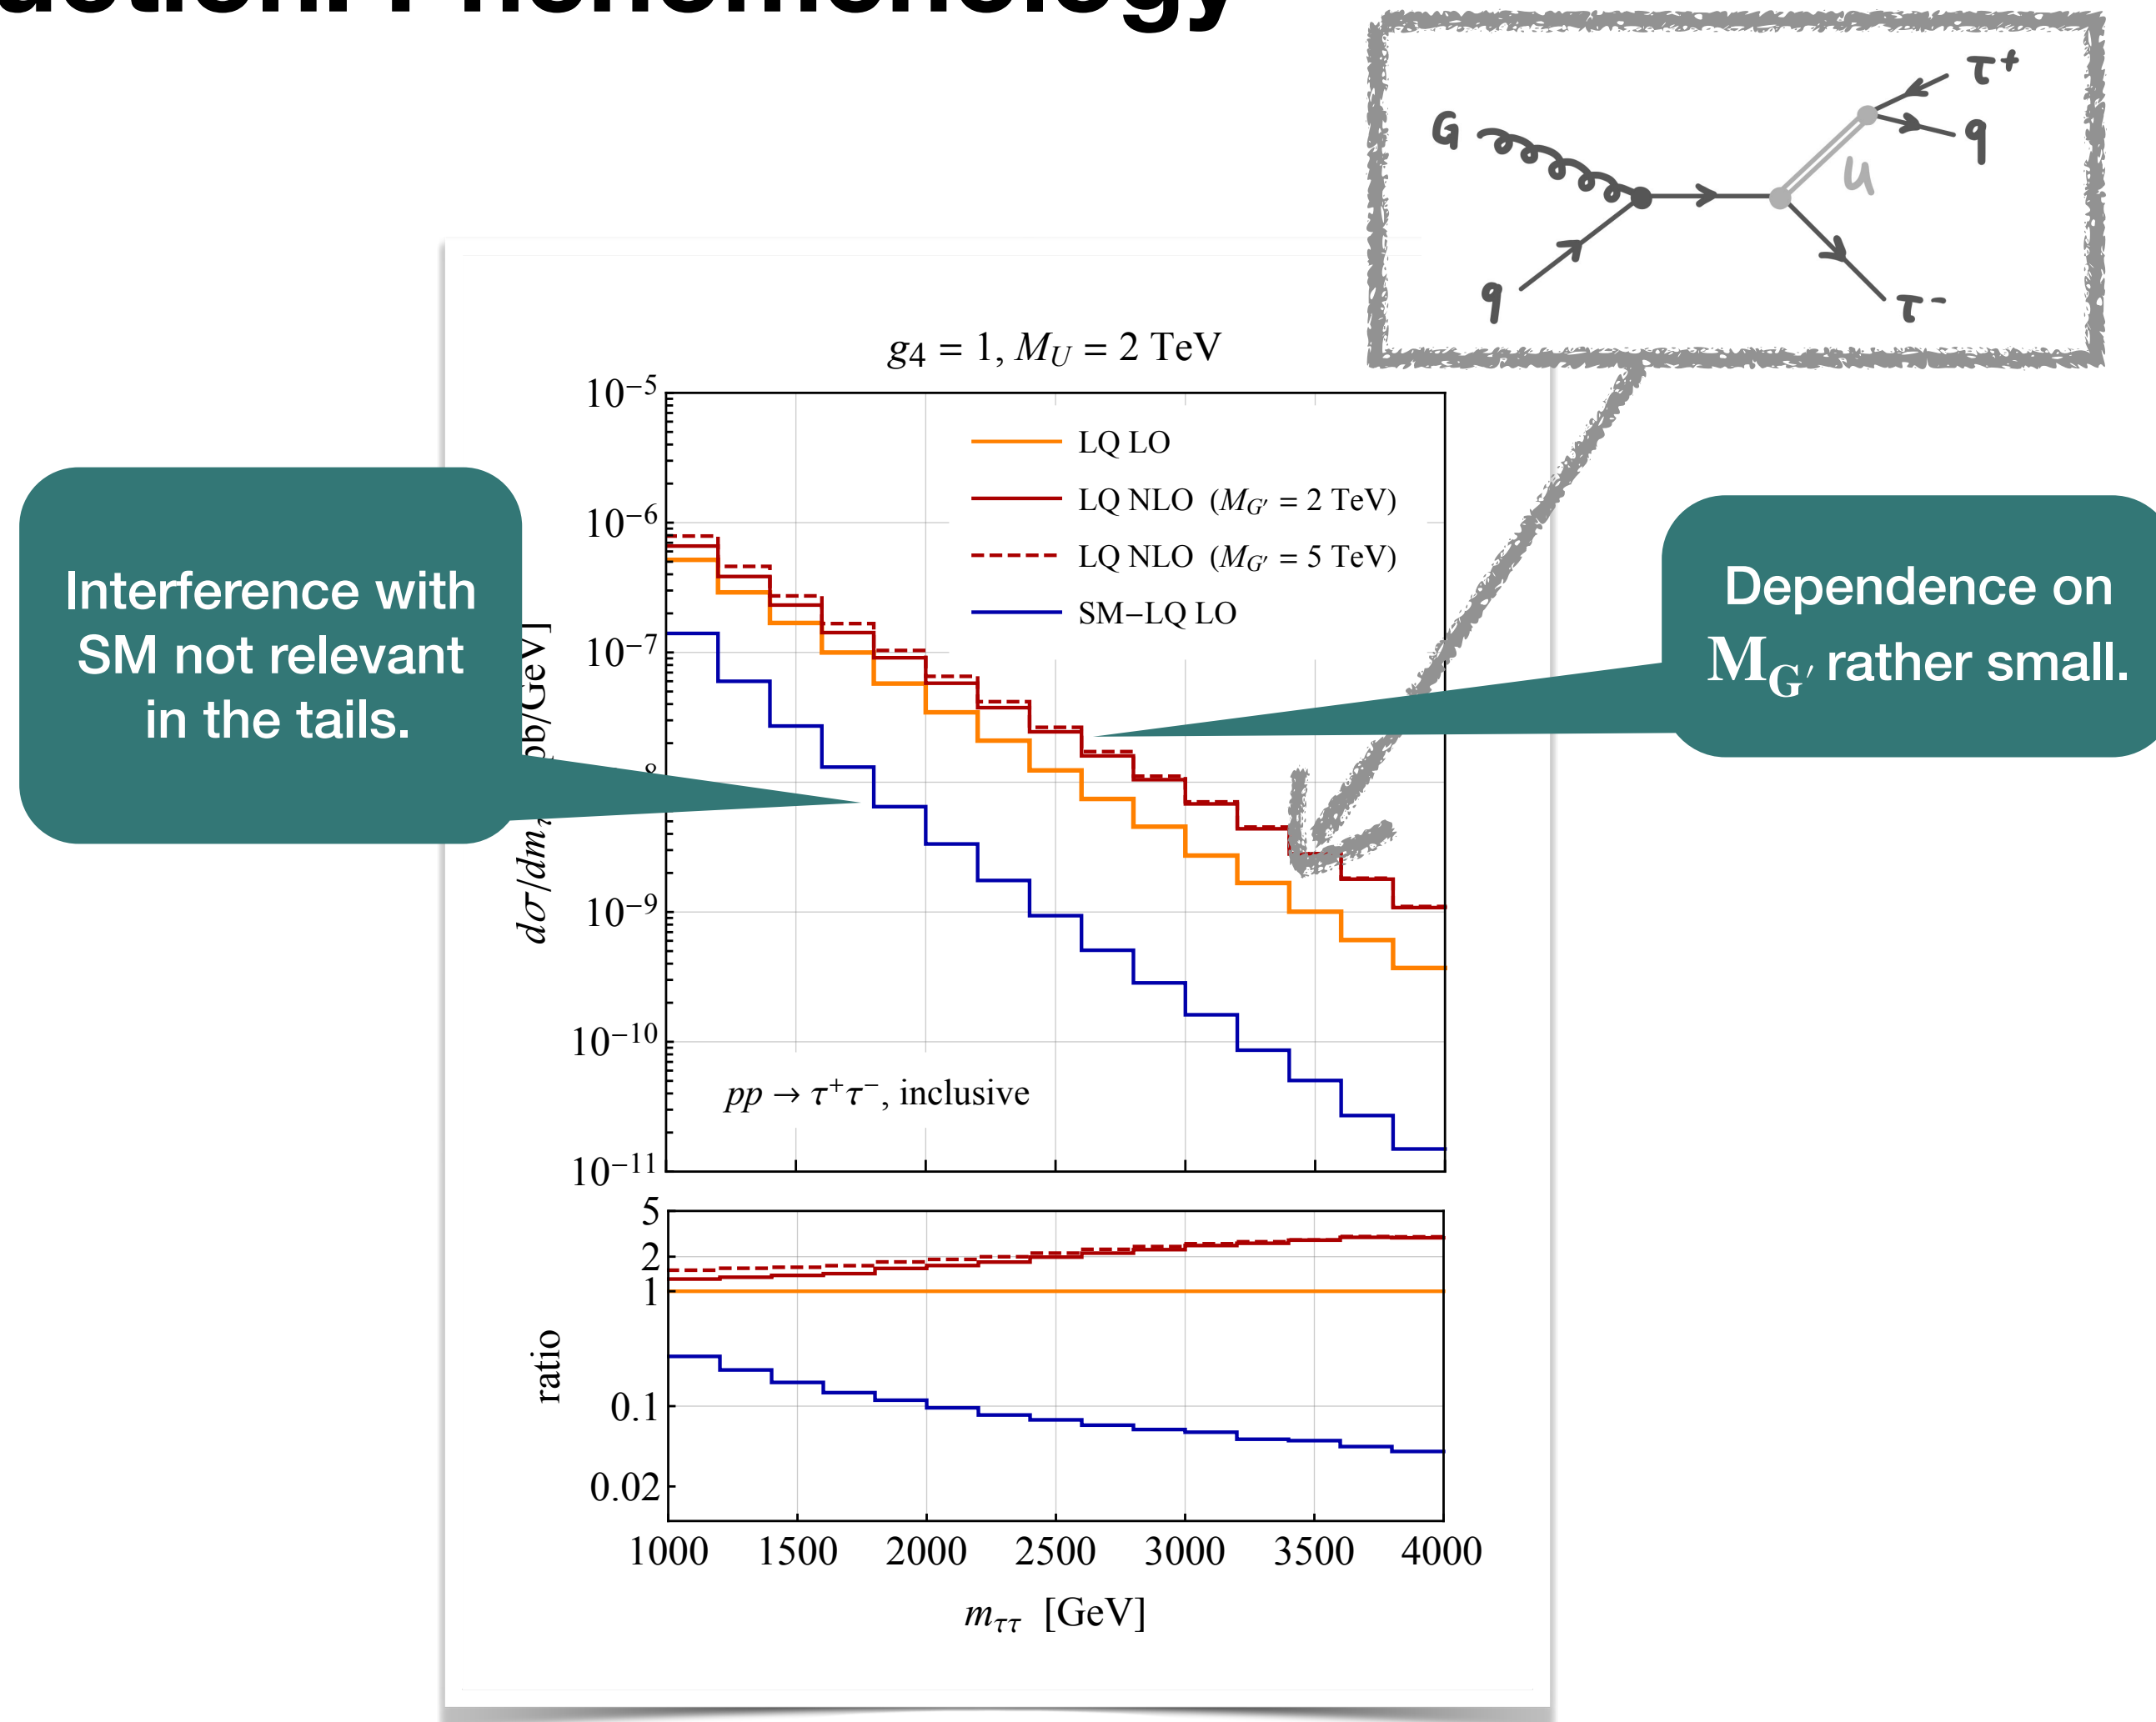 Phenomenology
τ+
G
q
U
q
τ-
g4 = 1, M_U = 2 TeV
10−5
10−6
10−7
10−9
10−10
10−11
LQ LO
LQ NLO (M_G′ = 2 TeV)
LQ NLO (M_G′ = 5 TeV)
SM−LQ LO
Interference with
SM not relevant
in the tails.
Dependence on
M_G′ rather small.
pp → τ+τ−, inclusive
5
2
1
0.1
0.02
ratio
1000 1500 2000 2500 3000 3500 4000
m_ττ [GeV]